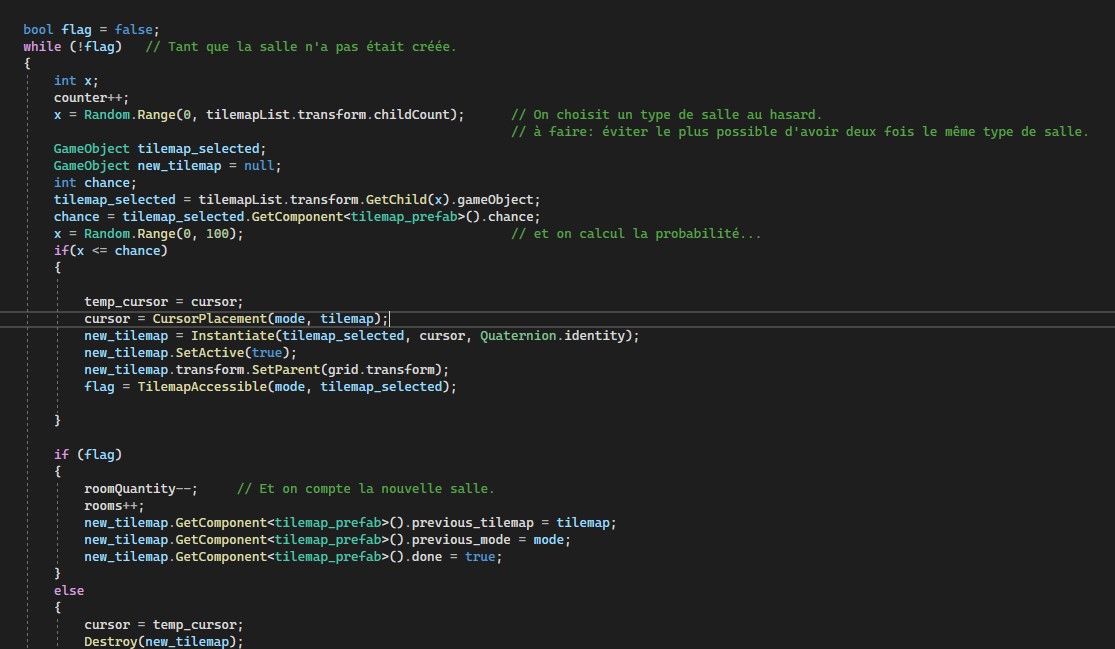 bool flag = false;
while (!flag)   // Tant que la salle n'a pas était créée.
{
    int x;
    counter++;
    x = Random.Range(0, tilemapList.transform.childCount);      // On choisit un type de salle au hasard.
                                                                // à faire: éviter le plus possible d'avoir deux fois le même type de salle.
    GameObject tilemap_selected;
    GameObject new_tilemap = null;
    int chance;
    tilemap_selected = tilemapList.transform.GetChild(x).gameObject;
    chance = tilemap_selected.GetComponent<tilemap_prefab>().chance;
    x = Random.Range(0, 100);                                   // et on calcul la probabilité...
    if(x <= chance)
    {

        temp_cursor = cursor;
        cursor = CursorPlacement(mode, tilemap);
        new_tilemap = Instantiate(tilemap_selected, cursor, Quaternion.identity);
        new_tilemap.SetActive(true);
        new_tilemap.transform.SetParent(grid.transform);
        flag = TilemapAccessible(mode, tilemap_selected);

    }

    if (flag)
    {
        roomQuantity--;     // Et on compte la nouvelle salle.
        rooms++;
        new_tilemap.GetComponent<tilemap_prefab>().previous_tilemap = tilemap;
        new_tilemap.GetComponent<tilemap_prefab>().previous_mode = mode;
        new_tilemap.GetComponent<tilemap_prefab>().done = true;
    }
    else
    {
        cursor = temp_cursor;
        Destroy(new_tilemap);